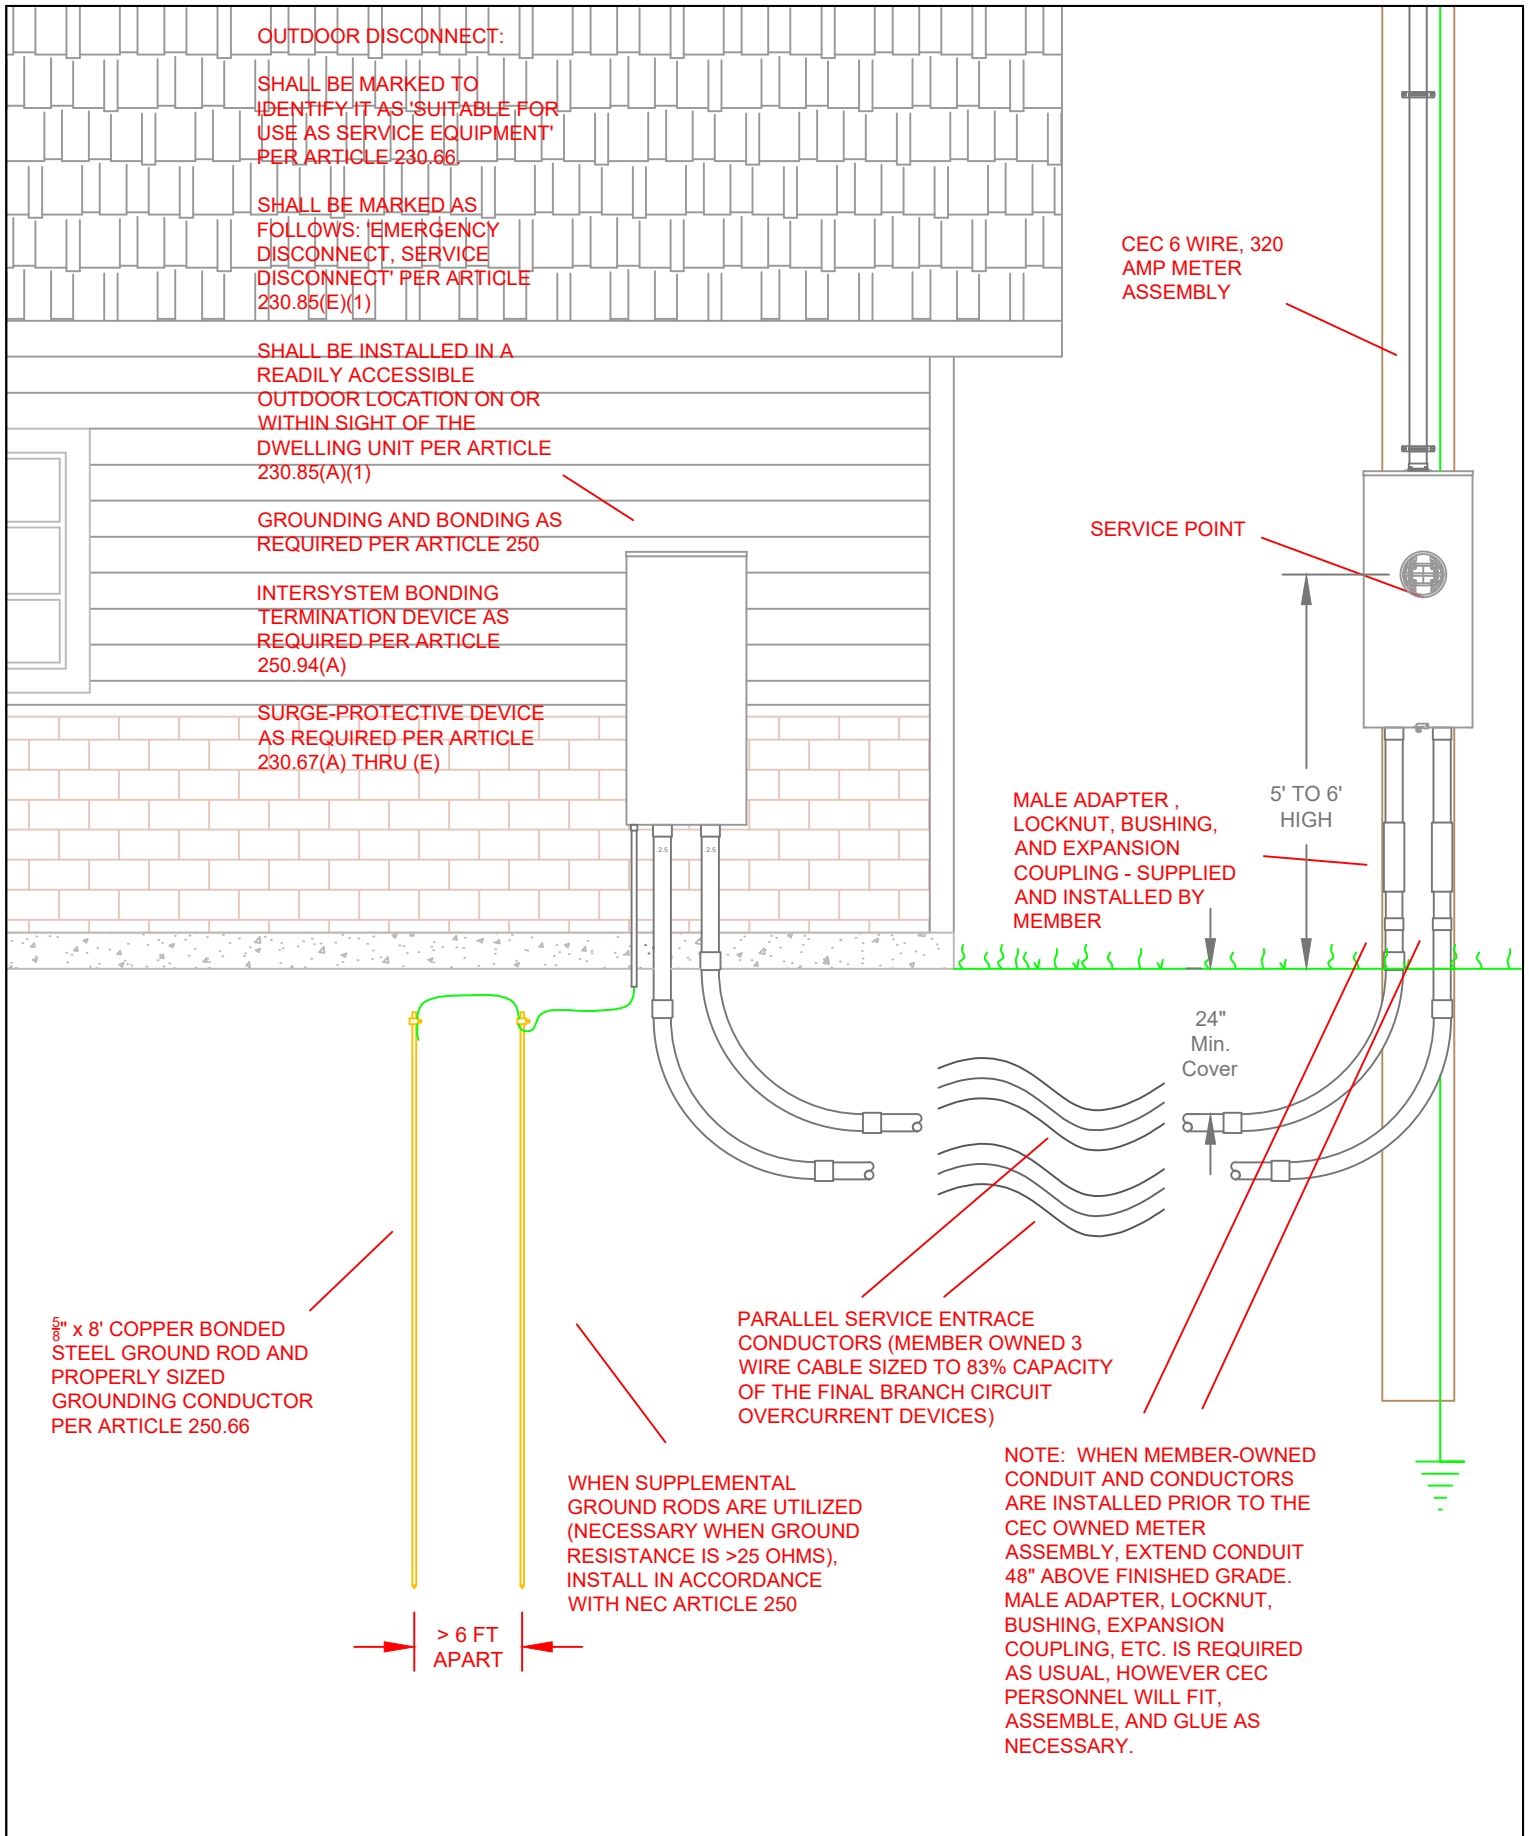 OUTDOOR DISCONNECT:
SHALL BE MARKED TO
IDENTIFY IT AS 'SUITABLE FOR
USE AS SERVICE EQUIPMENT'
PER ARTICLE 230.66.
SHALL BE MARKED AS
FOLLOWS: 'EMERGENCY
DISCONNECT, SERVICE
DISCONNECT' PER ARTICLE
230.85(E)(1)
SHALL BE INSTALLED IN A
READILY ACCESSIBLE
OUTDOOR LOCATION ON OR
WITHIN SIGHT OF THE
DWELLING UNIT PER ARTICLE
230.85(A)(1)
GROUNDING AND BONDING AS
REQUIRED PER ARTICLE 250
INTERSYSTEM BONDING
TERMINATION DEVICE AS
REQUIRED PER ARTICLE
250.94(A)
SURGE-PROTECTIVE DEVICE
AS REQUIRED PER ARTICLE
230.67(A) THRU (E)
CEC 6 WIRE, 320
AMP METER
ASSEMBLY
SERVICE POINT
5' TO 6'
HIGH
MALE ADAPTER ,
LOCKNUT, BUSHING,
AND EXPANSION
COUPLING - SUPPLIED
AND INSTALLED BY
MEMBER
2.5
2.5
24"
Min.
Cover
5/8" x 8' COPPER BONDED
STEEL GROUND ROD AND
PROPERLY SIZED
GROUNDING CONDUCTOR
PER ARTICLE 250.66
PARALLEL SERVICE ENTRACE
CONDUCTORS (MEMBER OWNED 3
WIRE CABLE SIZED TO 83% CAPACITY
OF THE FINAL BRANCH CIRCUIT
OVERCURRENT DEVICES)
WHEN SUPPLEMENTAL
GROUND RODS ARE UTILIZED
(NECESSARY WHEN GROUND
RESISTANCE IS >25 OHMS),
INSTALL IN ACCORDANCE
WITH NEC ARTICLE 250
> 6 FT
APART
NOTE: WHEN MEMBER-OWNED
CONDUIT AND CONDUCTORS
ARE INSTALLED PRIOR TO THE
CEC OWNED METER
ASSEMBLY, EXTEND CONDUIT
48" ABOVE FINISHED GRADE.
MALE ADAPTER, LOCKNUT,
BUSHING, EXPANSION
COUPLING, ETC. IS REQUIRED
AS USUAL, HOWEVER CEC
PERSONNEL WILL FIT,
ASSEMBLE, AND GLUE AS
NECESSARY.